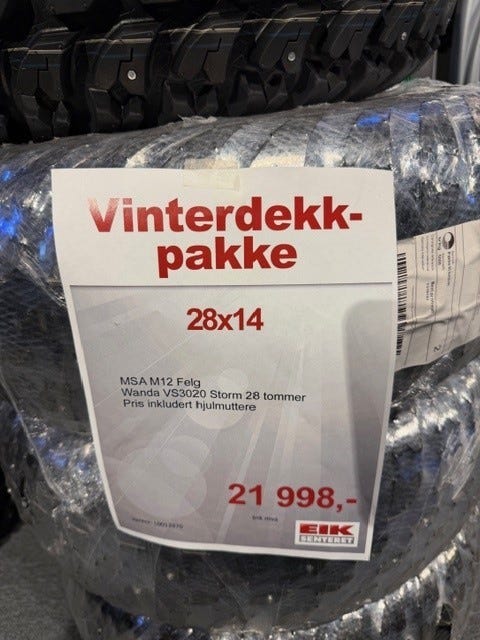 Vinterdekk-
pakke
28x14
MSA M12 Felg
Wanda VS3020 Storm 28 tommer
Pris inkludert hjulmuttere
21 998,-
EIK
SENTERET